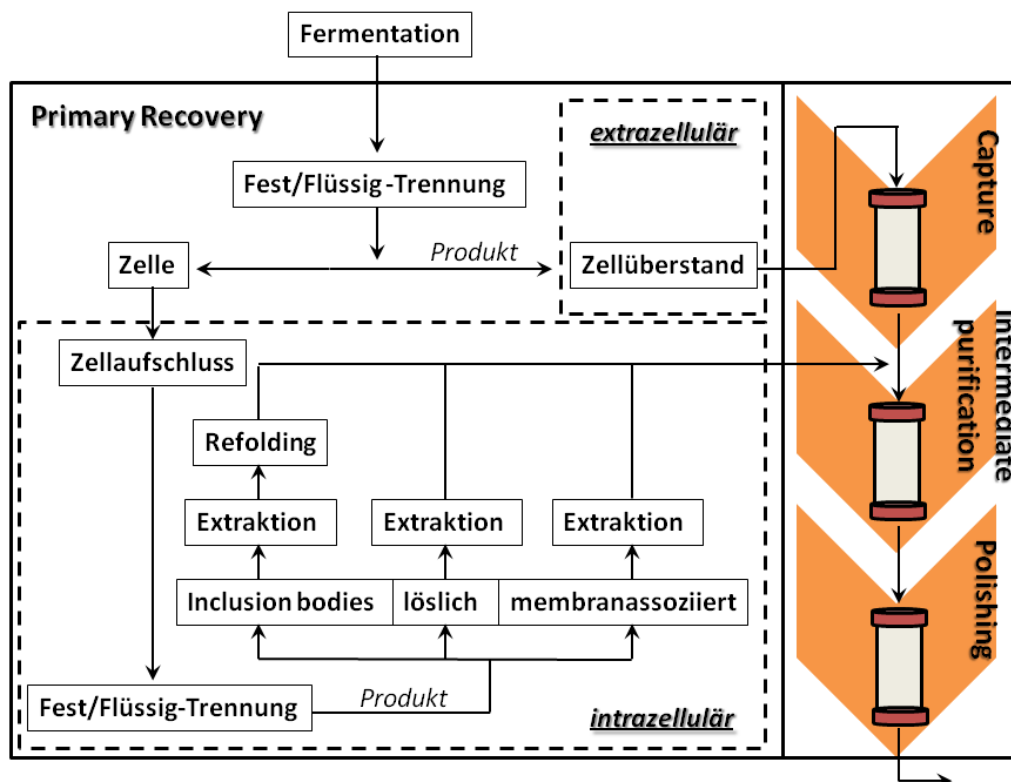 Fermentation
Primary Recovery
extrazellulär
Fest/Flüssig-Trennung
Produkt
Zelle
Zellüberstand
Zellaufschluss
Refolding
Extraktion
Extraktion
Extraktion
Inclusion bodies
löslich
membranassoziiert
Fest/Flüssig-Trennung
Produkt
intrazellulär
Capture
Intermediate
purification
Polishing